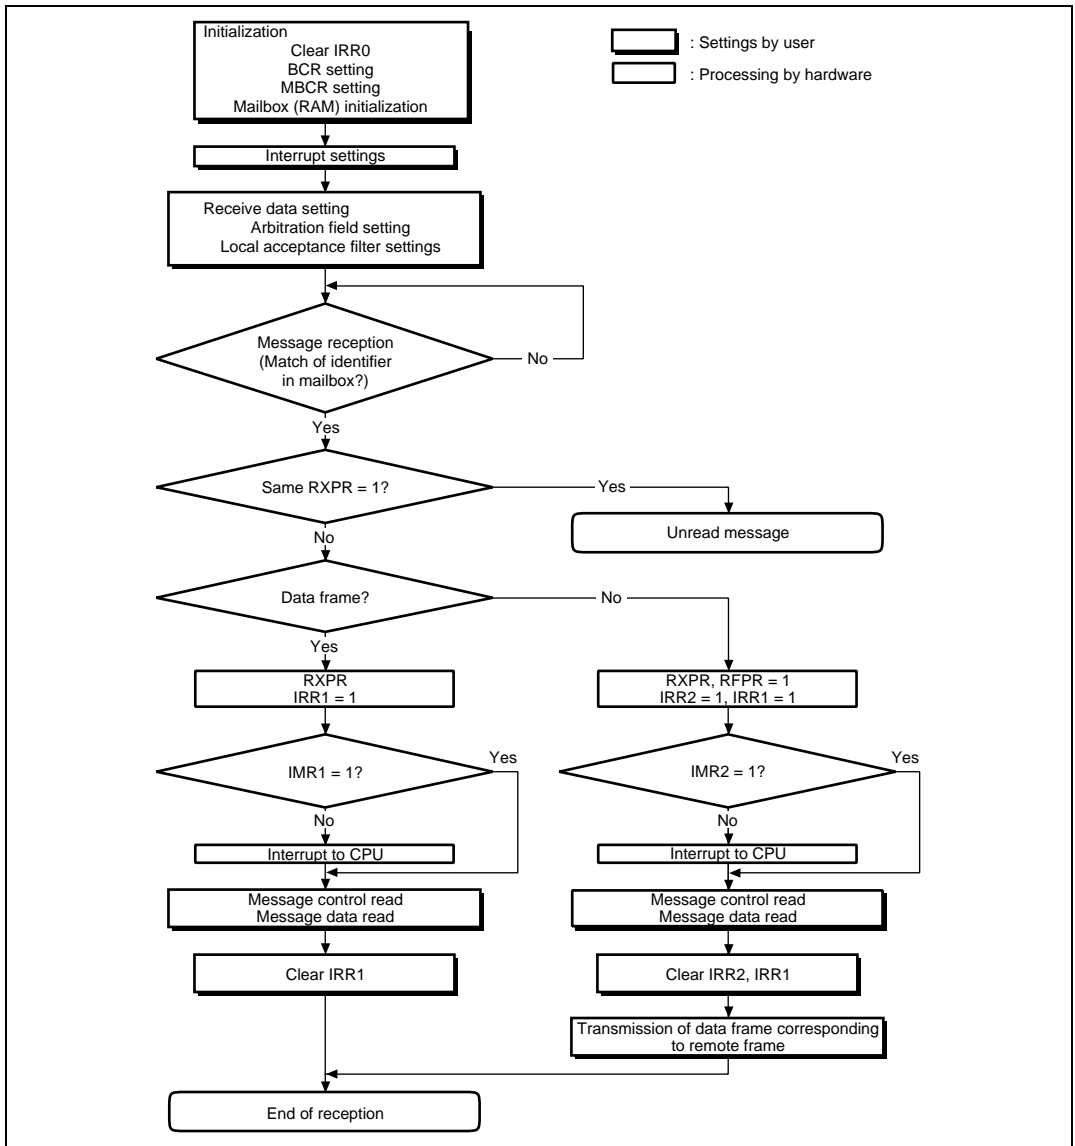 Initialization
Clear IRR0
BCR setting
MBCR setting
Mailbox (RAM) initialization
: Settings by user
: Processing by hardware
Interrupt settings
Receive data setting
Arbitration field setting
Local acceptance filter settings
Message reception
(Match of identifier
in mailbox?)
No
Yes
Same RXPR = 1?
Yes
Unread message
No
Data frame?
No
Yes
RXPR
IRR1 = 1
IMR1 = 1?
Yes
No
Interrupt to CPU
Message control read
Message data read
Clear IRR1
RXPR, RFPR = 1
IRR2 = 1, IRR1 = 1
IMR2 = 1?
Yes
No
Interrupt to CPU
Message control read
Message data read
Clear IRR2, IRR1
Transmission of data frame corresponding
to remote frame
End of reception